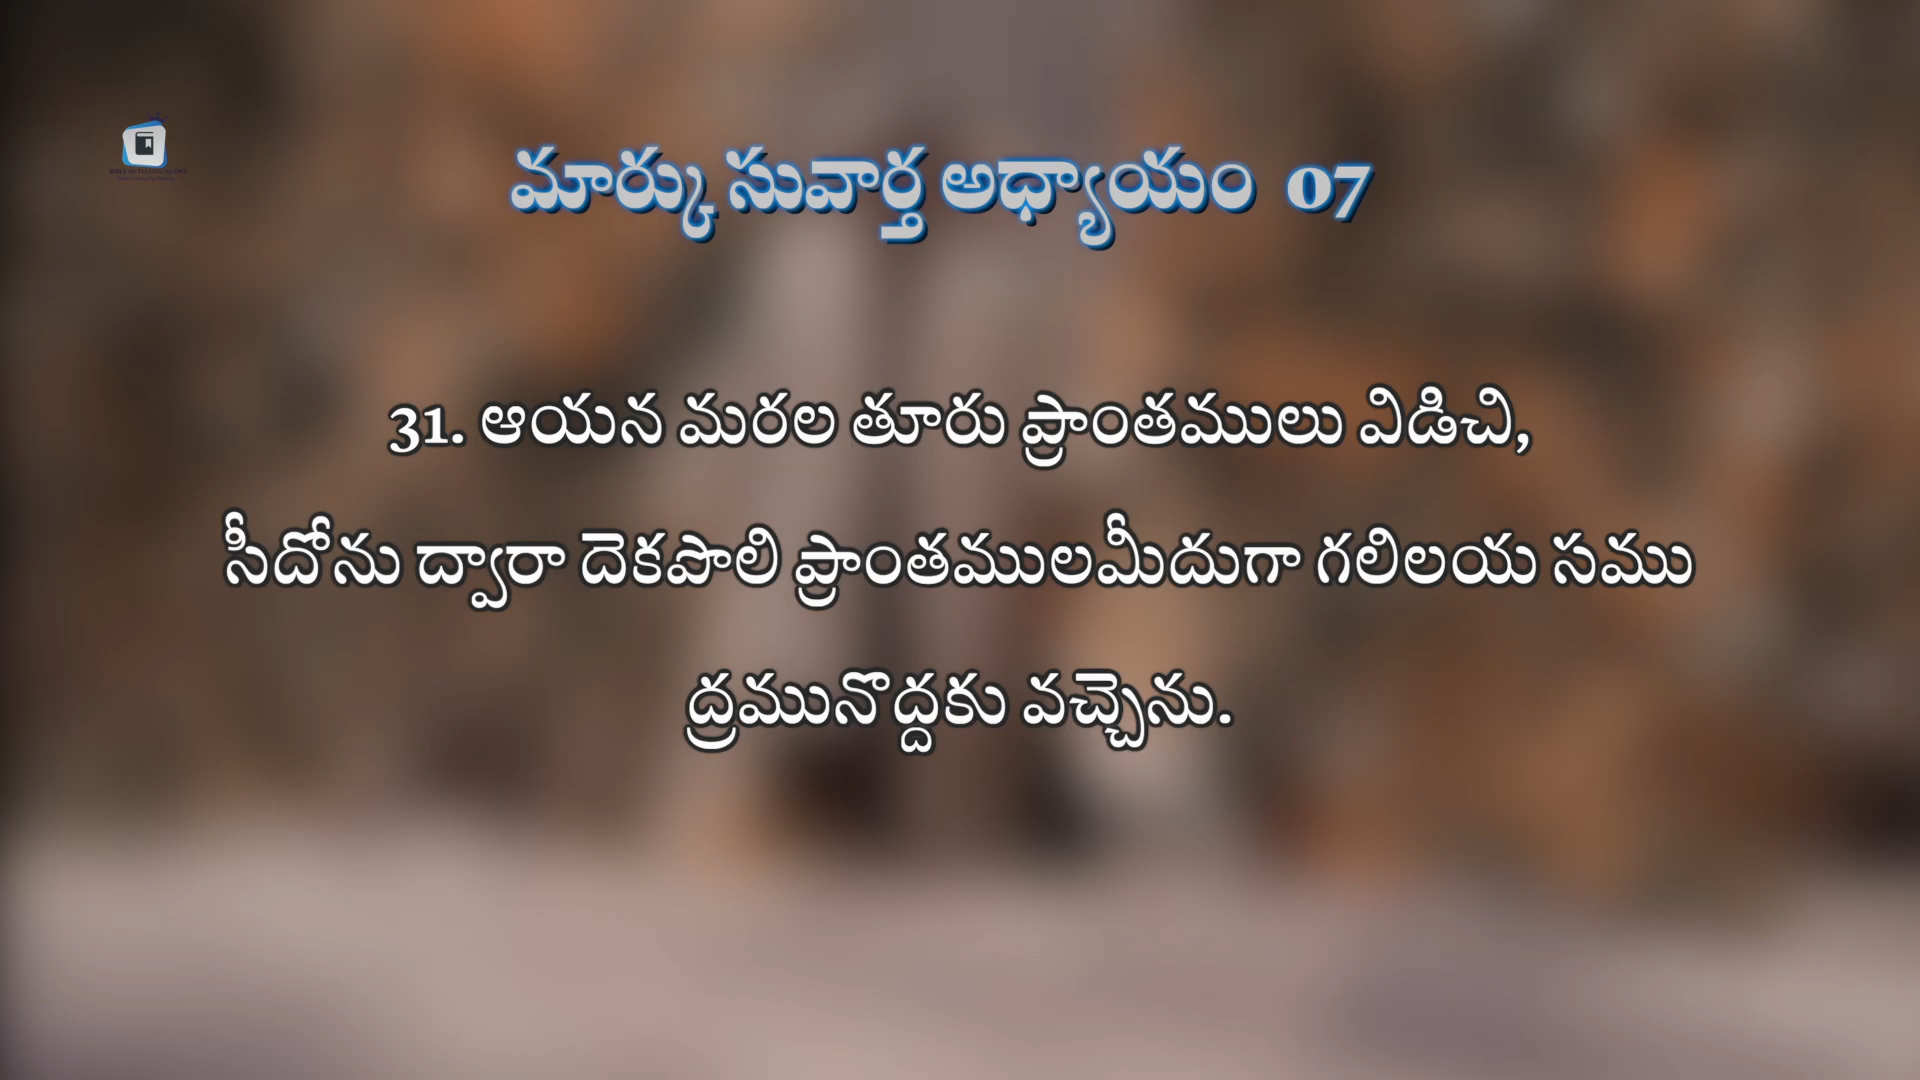 మార్కు సువార్త అధ్యాయం 07
31. ఆయన మరల తూరు ప్రాంతములు విడిచి,
సీదోను ద్వారా దెకపొలి ప్రాంతములమీదుగా గలిలయ సము
ద్రమునొద్దకు వచ్చెను.